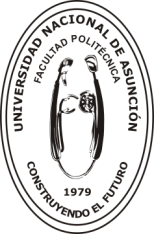 UNIVERSIDAD NACIONAL DE ASUNCIÓN
FACULTAD POLITÉCNICA
1979
CONSTRUYENDO EL FUTURO